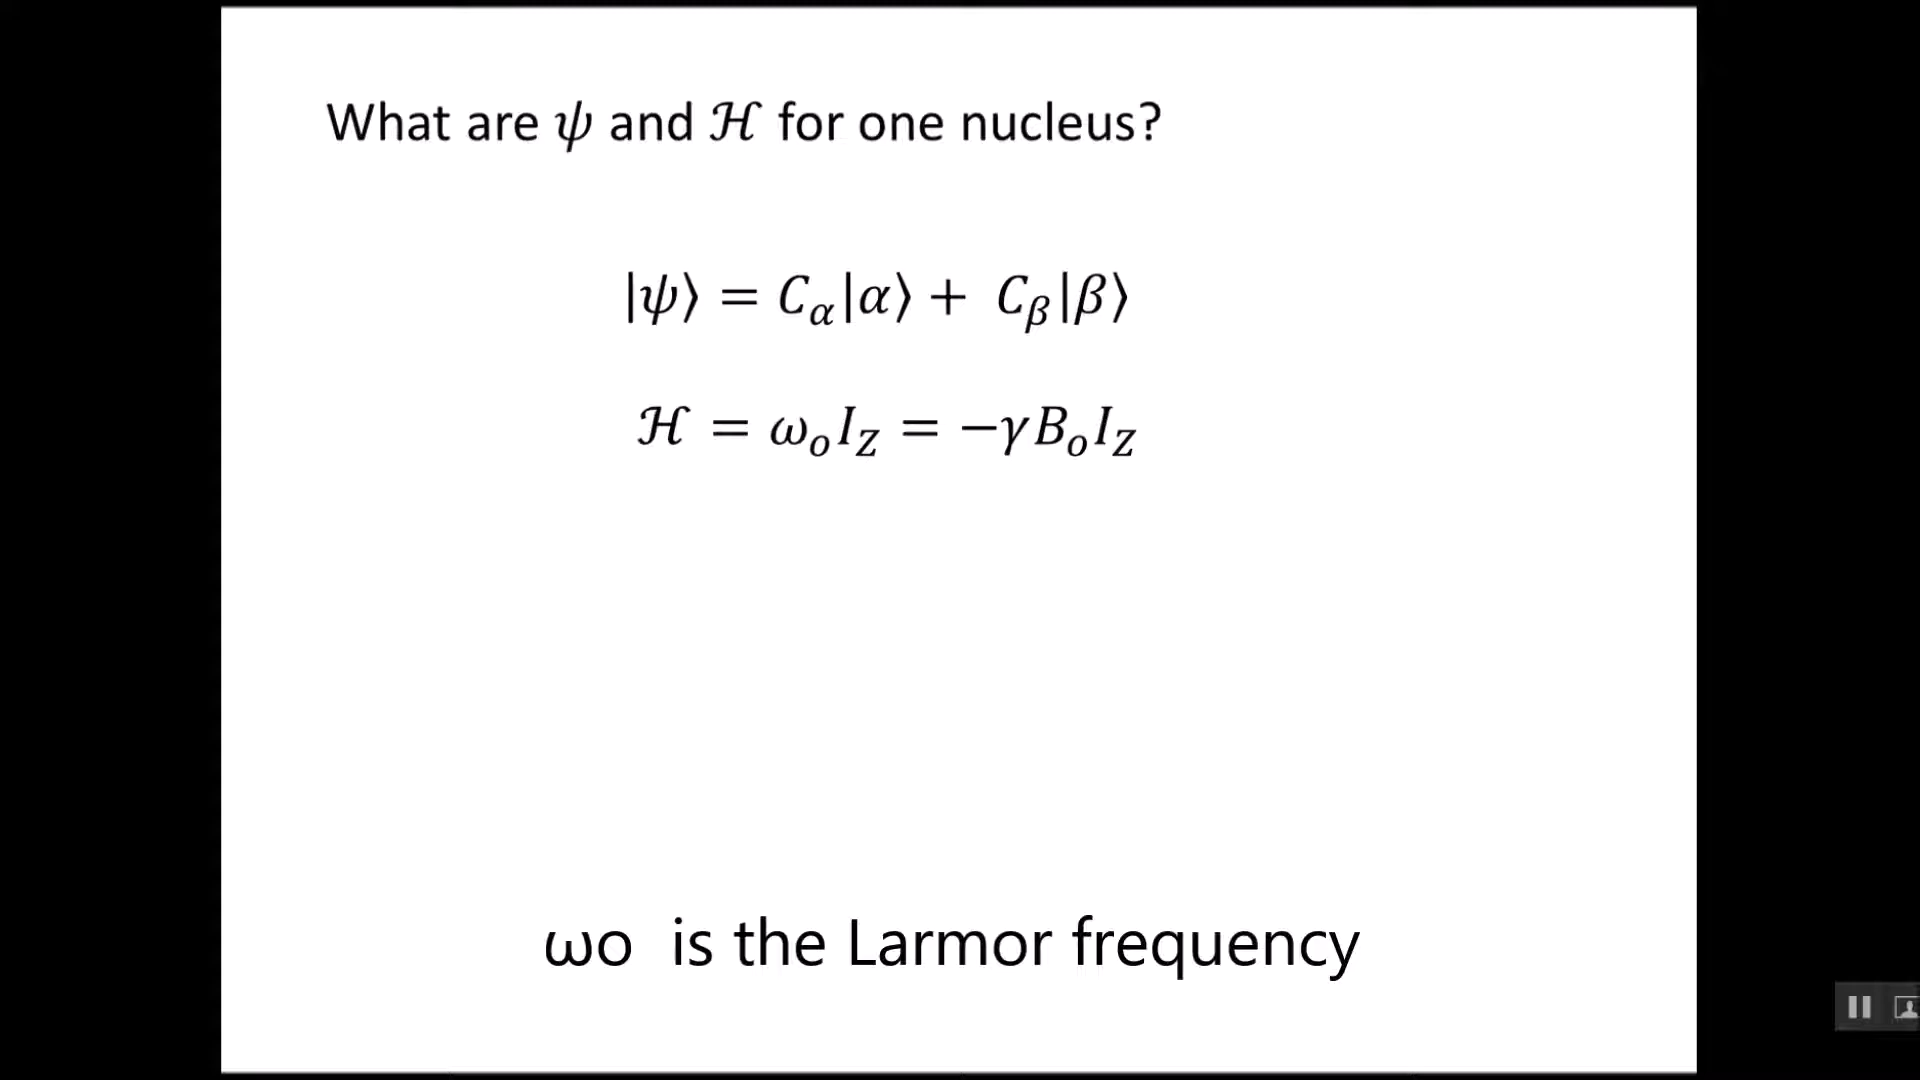 What are ψ and ℋ for one nucleus?
|ψ⟩ = C_α|α⟩ + C_β|β⟩
ℋ = ω_o I_Z = −γB_o I_Z
ωo is the Larmor frequency